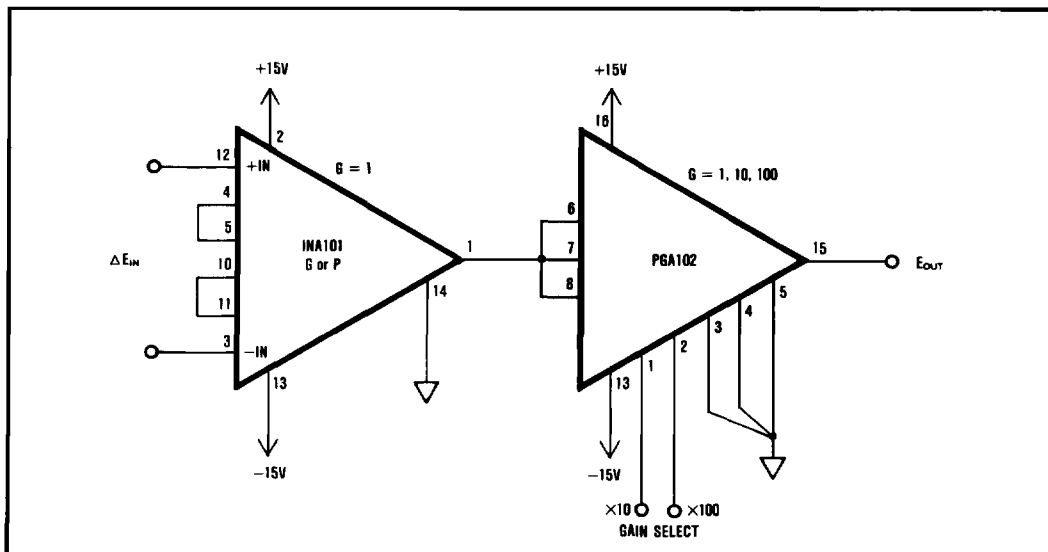 +15V
2
12
+IN
G = 1
4
5
ΔEIN
INA101
G or P
1
10
11
14
3
−IN
13
−15V
+15V
16
G = 1, 10, 100
6
7
8
PGA102
15
EOUT
5
4
3
2
1
13
−15V
×10
×100
GAIN SELECT